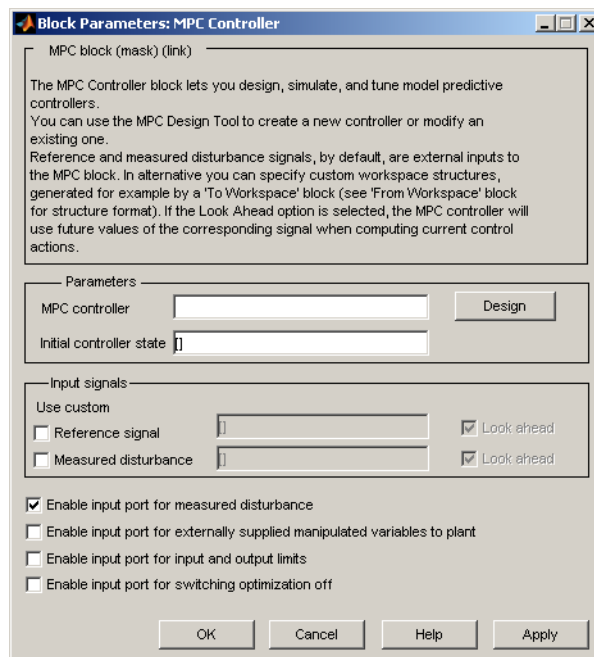 Block Parameters: MPC Controller
MPC block (mask) (link)
The MPC Controller block lets you design, simulate, and tune model predictive
controllers.
You can use the MPC Design Tool to create a new controller or modify an
existing one.
Reference and measured disturbance signals, by default, are external inputs to
the MPC block. In alternative you can specify custom workspace structures,
generated for example by a 'To Workspace' block (see 'From Workspace' block
for structure format). If the Look Ahead option is selected, the MPC controller will
use future values of the corresponding signal when computing current control
actions.
Parameters
MPC controller Design
Initial controller state []
Input signals
Use custom
Reference signal [] Look ahead
Measured disturbance [] Look ahead
Enable input port for measured disturbance
Enable input port for externally supplied manipulated variables to plant
Enable input port for input and output limits
Enable input port for switching optimization off
OK Cancel Help Apply